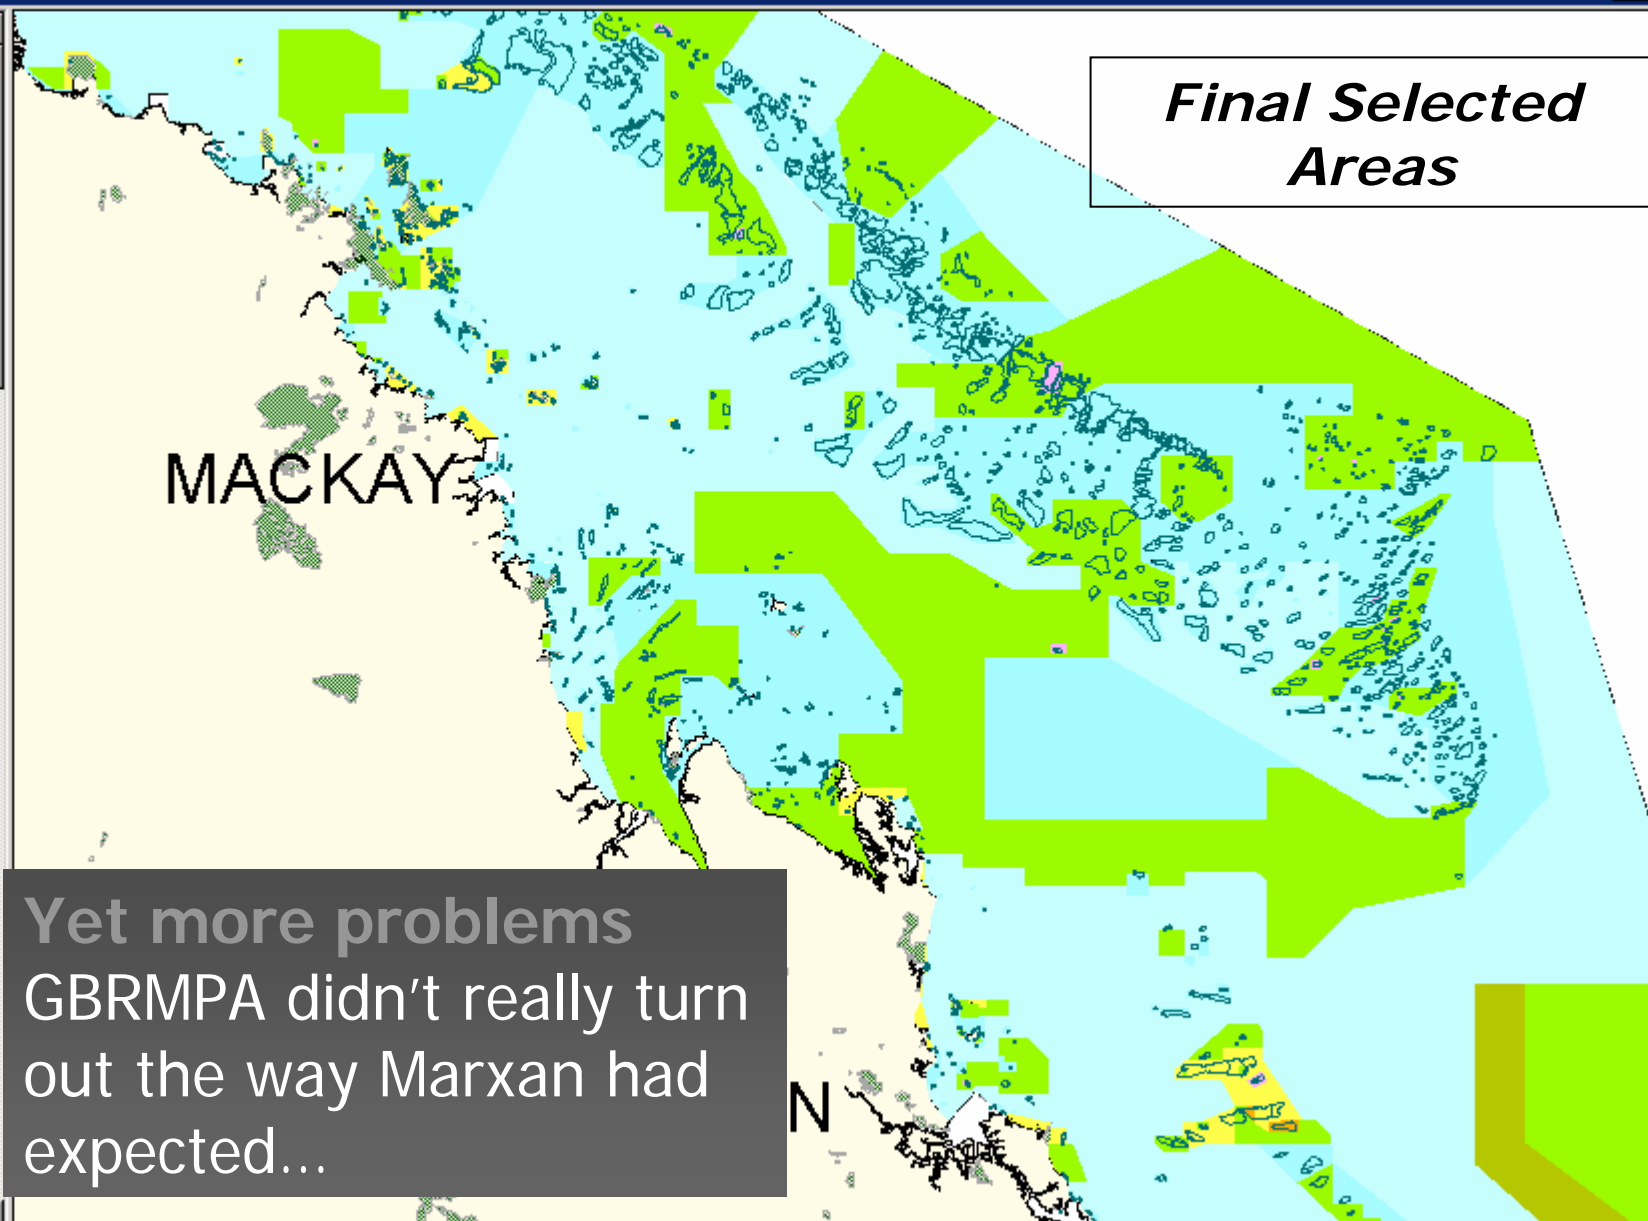 Final Selected
Areas
MACKAY
Yet more problems
GBRMPA didn't really turn
out the way Marxan had
expected...
N